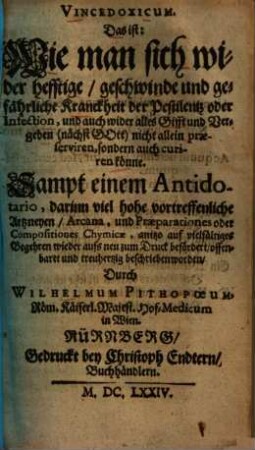 VINCEDOXICUM.
Das ist:
Wie man sich wi-
der hefftige / geschwinde und ge-
fährliche Kranckheit der Pestilentz oder
Infection, und auch wider alles Gifft und Ver-
geben (nächst GOtt) nicht allein præ-
serviren, sondern auch curi-
ren könne.
Sampt einem Antido-
tario, darinn viel hohe vortreffenliche
Artzneyen / Arcana, und Præparationes oder
Compositiones Chymicæ, anitzo auf vielfältiges
Begehren wieder aufs neu zum Druck befördert / offen-
bahrt und treuhertzig beschrieben worden /
Durch
WILHELMUM PITHOPŒUM,
Röm. Käiserl. Majest. Hof-Medicum
in Wien.
NÜRNBERG /
Gedruckt bey Christoph Endtern /
Buchhändlern.
M. DC. LXXIV.